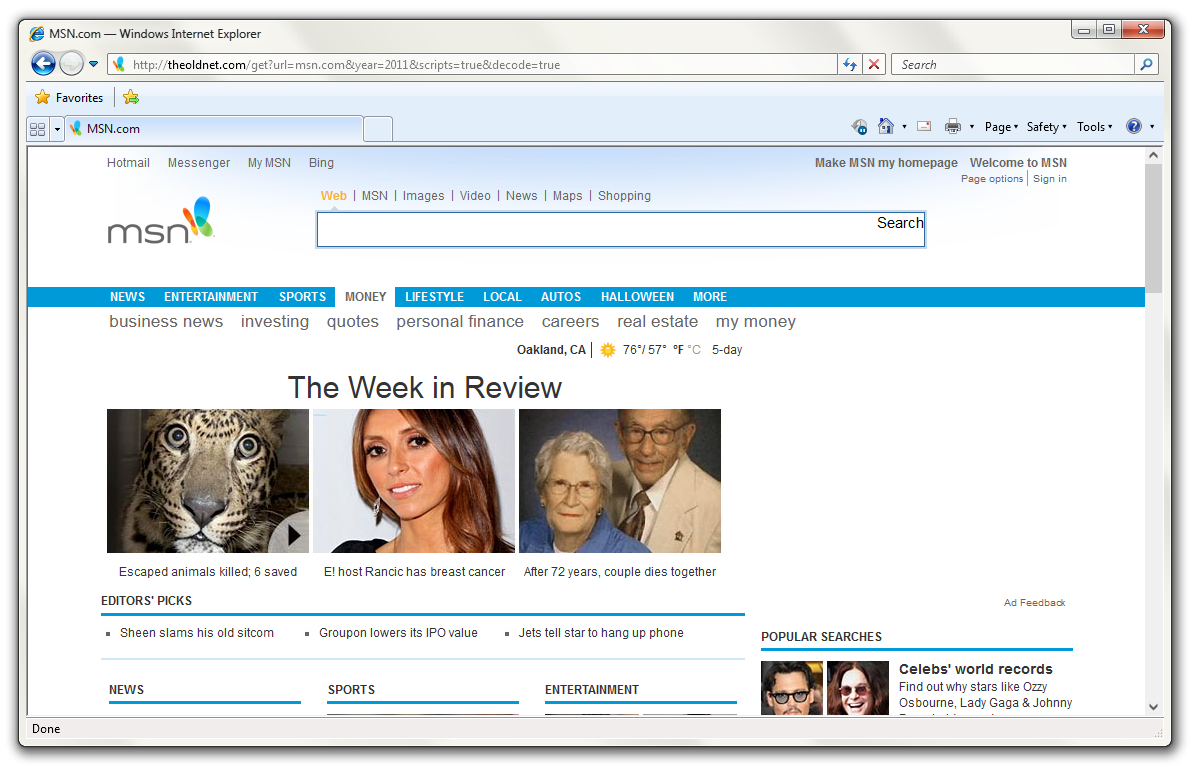 MSN.com — Windows Internet Explorer
http://theoldnet.com/get?url=msn.com&year=2011&scripts=true&decode=true
Search
Favorites
MSN.com
Page Safety Tools
Hotmail Messenger My MSN Bing
Make MSN my homepage Welcome to MSN
Page options | Sign in
Web | MSN | Images | Video | News | Maps | Shopping
msn
Search
NEWS ENTERTAINMENT SPORTS MONEY LIFESTYLE LOCAL AUTOS HALLOWEEN MORE
business news investing quotes personal finance careers real estate my money
Oakland, CA | 76°/ 57° °F °C 5-day
The Week in Review
Escaped animals killed; 6 saved
E! host Rancic has breast cancer
After 72 years, couple dies together
EDITORS' PICKS
Ad Feedback
Sheen slams his old sitcom
Groupon lowers its IPO value
Jets tell star to hang up phone
POPULAR SEARCHES
Celebs' world records
Find out why stars like Ozzy
Osbourne, Lady Gaga & Johnny
NEWS
SPORTS
ENTERTAINMENT
Done